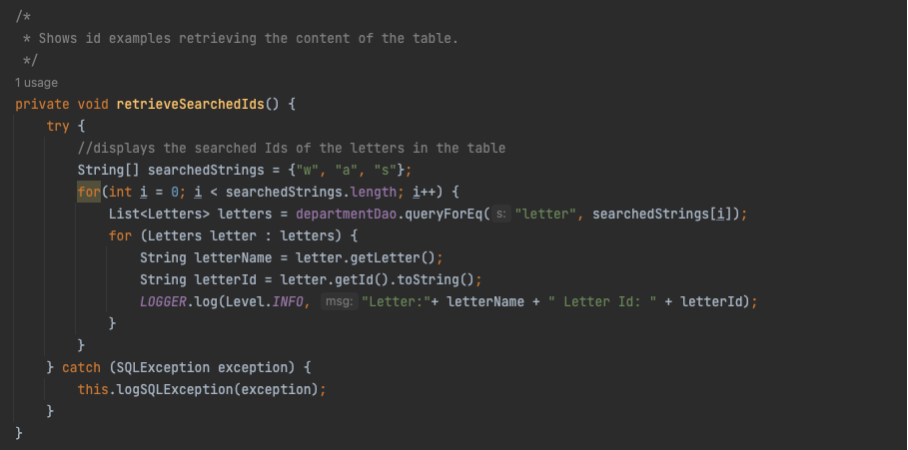 /*
 * Shows id examples retrieving the content of the table.
 */
1 usage
private void retrieveSearchedIds() {
    try {
        //displays the searched Ids of the letters in the table
        String[] searchedStrings = {"w", "a", "s"};
        for(int i = 0; i < searchedStrings.length; i++) {
            List<Letters> letters = departmentDao.queryForEq( s: "letter", searchedStrings[i]);
            for (Letters letter : letters) {
                String letterName = letter.getLetter();
                String letterId = letter.getId().toString();
                LOGGER.log(Level.INFO, msg: "Letter:"+ letterName + " Letter Id: " + letterId);
            }
        }
    } catch (SQLException exception) {
        this.logSQLException(exception);
    }
}